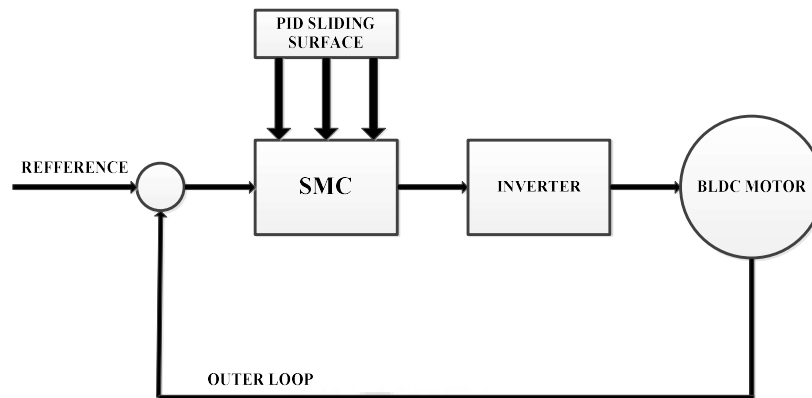 PID SLIDING
SURFACE
REFFERENCE
SMC
INVERTER
BLDC MOTOR
OUTER LOOP